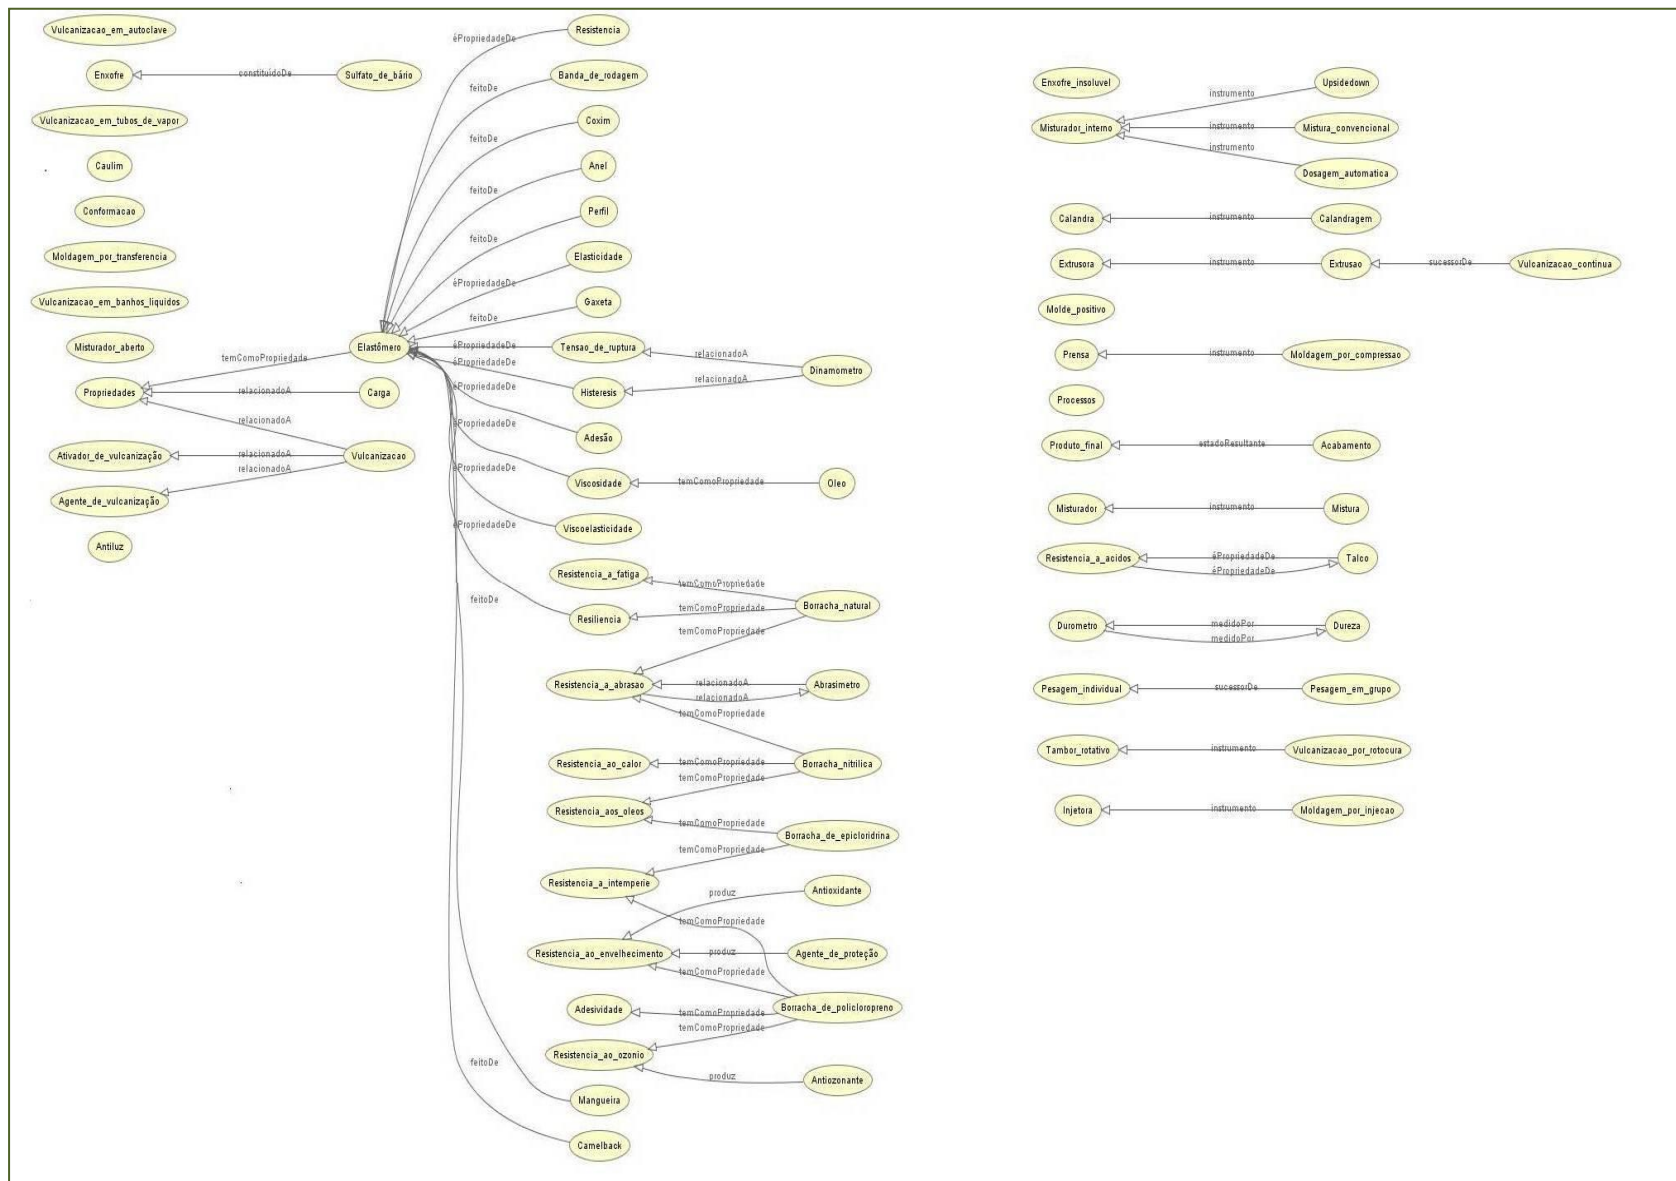 Vulcanizacao_em_autoclave
Enxofre
constituidoDe
Sulfato_de_bário
Vulcanizacao_em_tubos_de_vapor
Caulim
Conformacao
Moldagem_por_transferencia
Vulcanizacao_em_banhos_liquidos
Misturador_aberto
temComoPropriedade
Propriedades
relacionadoA
Carga
relacionadoA
Ativador_de_vulcanização
relacionadoA
Vulcanizacao
relacionadoA
Agente_de_vulcanização
Antiluz
Elastômero
éPropriedadeDe
Resistencia
feitoDe
Banda_de_rodagem
feitoDe
Coxim
feitoDe
Anel
feitoDe
Perfil
éPropriedadeDe
Elasticidade
feitoDe
Gaxeta
éPropriedadeDe
Tensao_de_ruptura
relacionadoA
Dinamometro
éPropriedadeDe
Histeresis
relacionadoA
éPropriedadeDe
Adesão
éPropriedadeDe
Viscosidade
temComoPropriedade
Oleo
éPropriedadeDe
Viscoelasticidade
éPropriedadeDe
Resistencia_a_fatiga
temComoPropriedade
Borracha_natural
feitoDe
Resiliencia
temComoPropriedade
temComoPropriedade
Resistencia_a_abrasao
relacionadoA
relacionadoA
Abrasimetro
temComoPropriedade
Resistencia_ao_calor
temComoPropriedade
Borracha_nitrilica
temComoPropriedade
Resistencia_aos_oleos
temComoPropriedade
Borracha_de_epicloridrina
temComoPropriedade
Resistencia_a_intemperie
produz
Antioxidante
temComoPropriedade
Resistencia_ao_envelhecimento
produz
Agente_de_proteção
temComoPropriedade
Adesividade
temComoPropriedade
Borracha_de_policloropreno
temComoPropriedade
Resistencia_ao_ozonio
produz
Antiozonante
feitoDe
Mangueira
Camelback
Enxofre_insoluvel
Upsidedown
instrumento
Misturador_interno
instrumento
Mistura_convencional
instrumento
Dosagem_automatica
Calandra
instrumento
Calandragem
Extrusora
instrumento
Extrusao
sucessorDe
Vulcanizacao_continua
Molde_positivo
Prensa
instrumento
Moldagem_por_compressao
Processos
Produto_final
estadoResultante
Acabamento
Misturador
instrumento
Mistura
Resistencia_a_acidos
éPropriedadeDe
éPropriedadeDe
Talco
Durometro
medidoPor
medidoPor
Dureza
Pesagem_individual
sucessorDe
Pesagem_em_grupo
Tambor_rotativo
instrumento
Vulcanizacao_por_rotocura
Injetora
instrumento
Moldagem_por_injecao